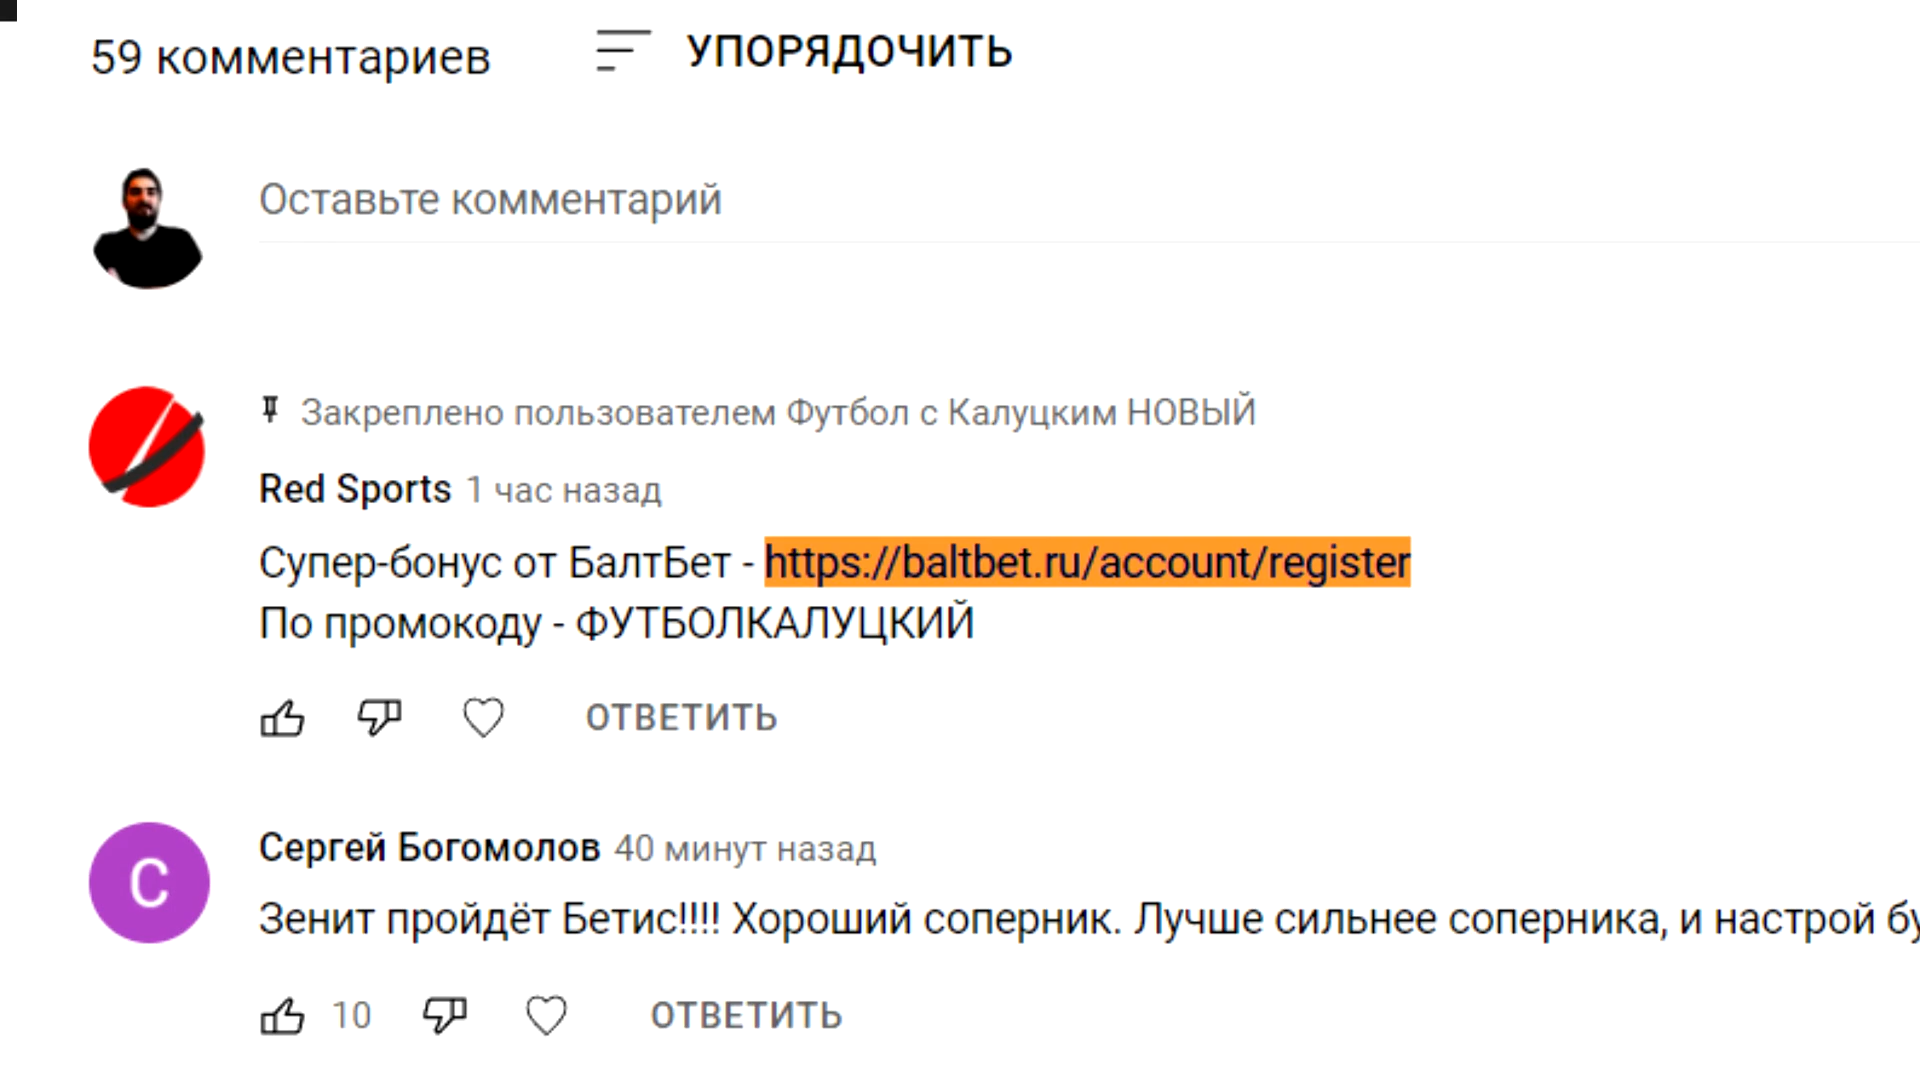 59 комментариев
УПОРЯДОЧИТЬ
Оставьте комментарий
Закреплено пользователем Футбол с Калуцким НОВЫЙ
Red Sports 1 час назад
Супер-бонус от БалтБет - https://baltbet.ru/account/register
По промокоду - ФУТБОЛКАЛУЦКИЙ
ОТВЕТИТЬ
С
Сергей Богомолов 40 минут назад
Зенит пройдёт Бетис!!!! Хороший соперник. Лучше сильнее соперника, и настрой бу
10
ОТВЕТИТЬ